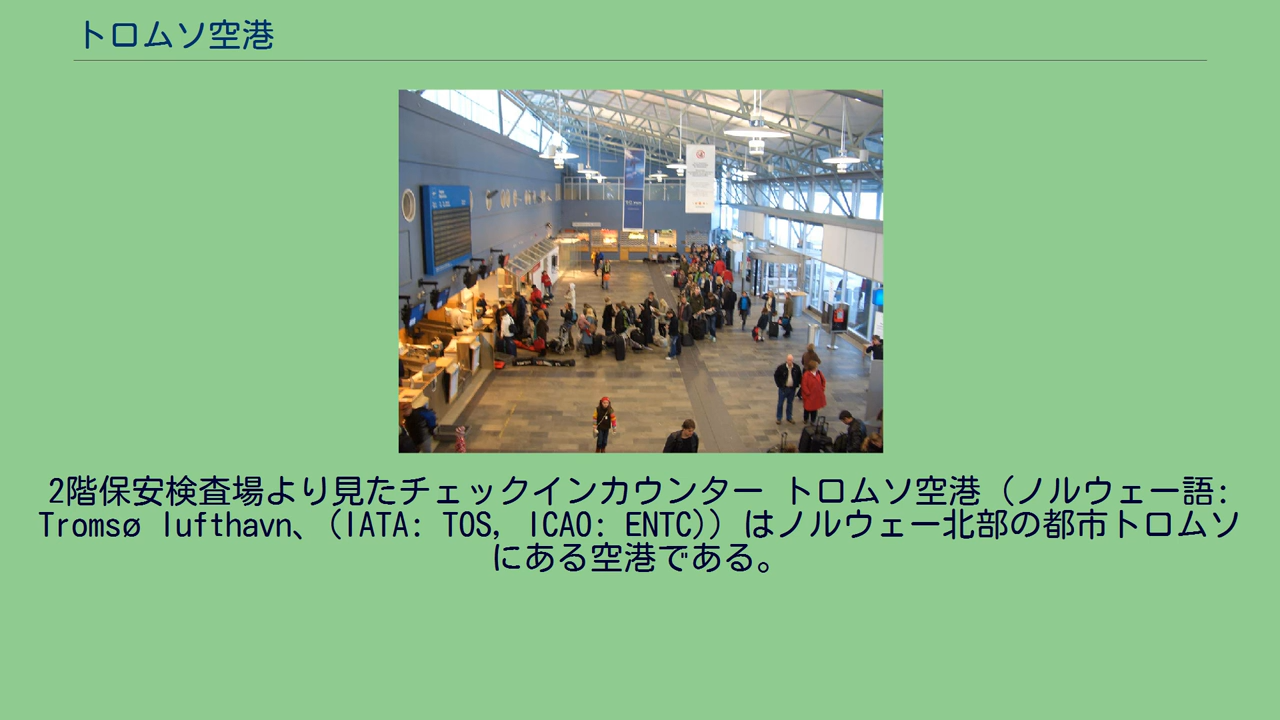 トロムソ空港
2階保安検査場より見たチェックインカウンター トロムソ空港（ノルウェー語:
Tromsø lufthavn、（IATA: TOS, ICAO: ENTC)）はノルウェー北部の都市トロムソ
にある空港である。